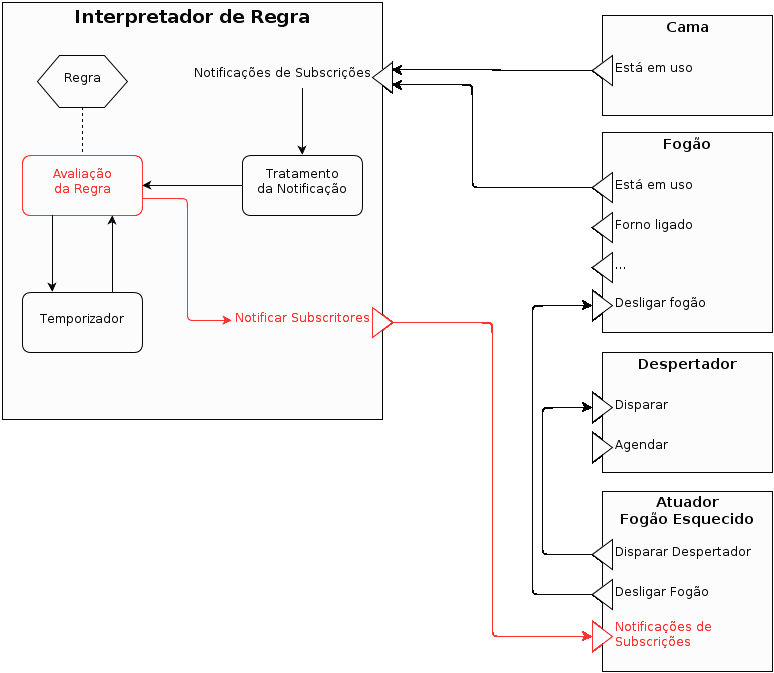 Interpretador de Regra
Regra
Notificações de Subscrições
Avaliação
da Regra
Tratamento
da Notificação
Temporizador
Notificar Subscritores
Cama
Está em uso
Fogão
Está em uso
Forno ligado
...
Desligar fogão
Despertador
Disparar
Agendar
Atuador
Fogão Esquecido
Disparar Despertador
Desligar Fogão
Notificações de
Subscrições